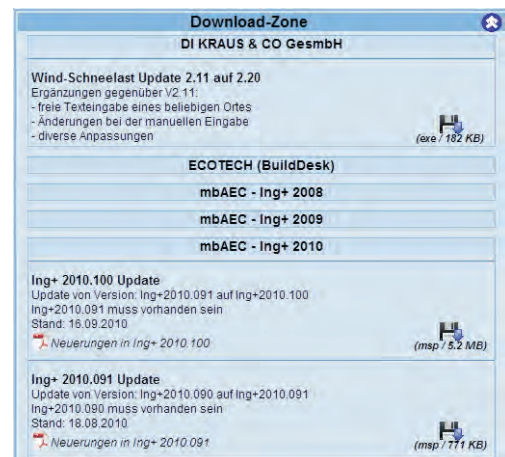 Download-Zone
DI KRAUS & CO GesmbH
Wind-Schneelast Update 2.11 auf 2.20
Ergänzungen gegenüber V2.11:
- freie Texteingabe eines beliebigen Ortes
- Änderungen bei der manuellen Eingabe
- diverse Anpassungen
(exe / 182 KB)
ECOTECH (BuildDesk)
mbAEC - Ing+ 2008
mbAEC - Ing+ 2009
mbAEC - Ing+ 2010
Ing+ 2010.100 Update
Update von Version: Ing+2010.091 auf Ing+2010.100
Ing+2010.091 muss vorhanden sein
Stand: 16.09.2010
Neuerungen in Ing+ 2010.100
(msp / 5.2 MB)
Ing+ 2010.091 Update
Update von Version: Ing+2010.090 auf Ing+2010.091
Ing+2010.090 muss vorhanden sein
Stand: 18.08.2010
Neuerungen in Ing+ 2010.091
(msp / 771 KB)